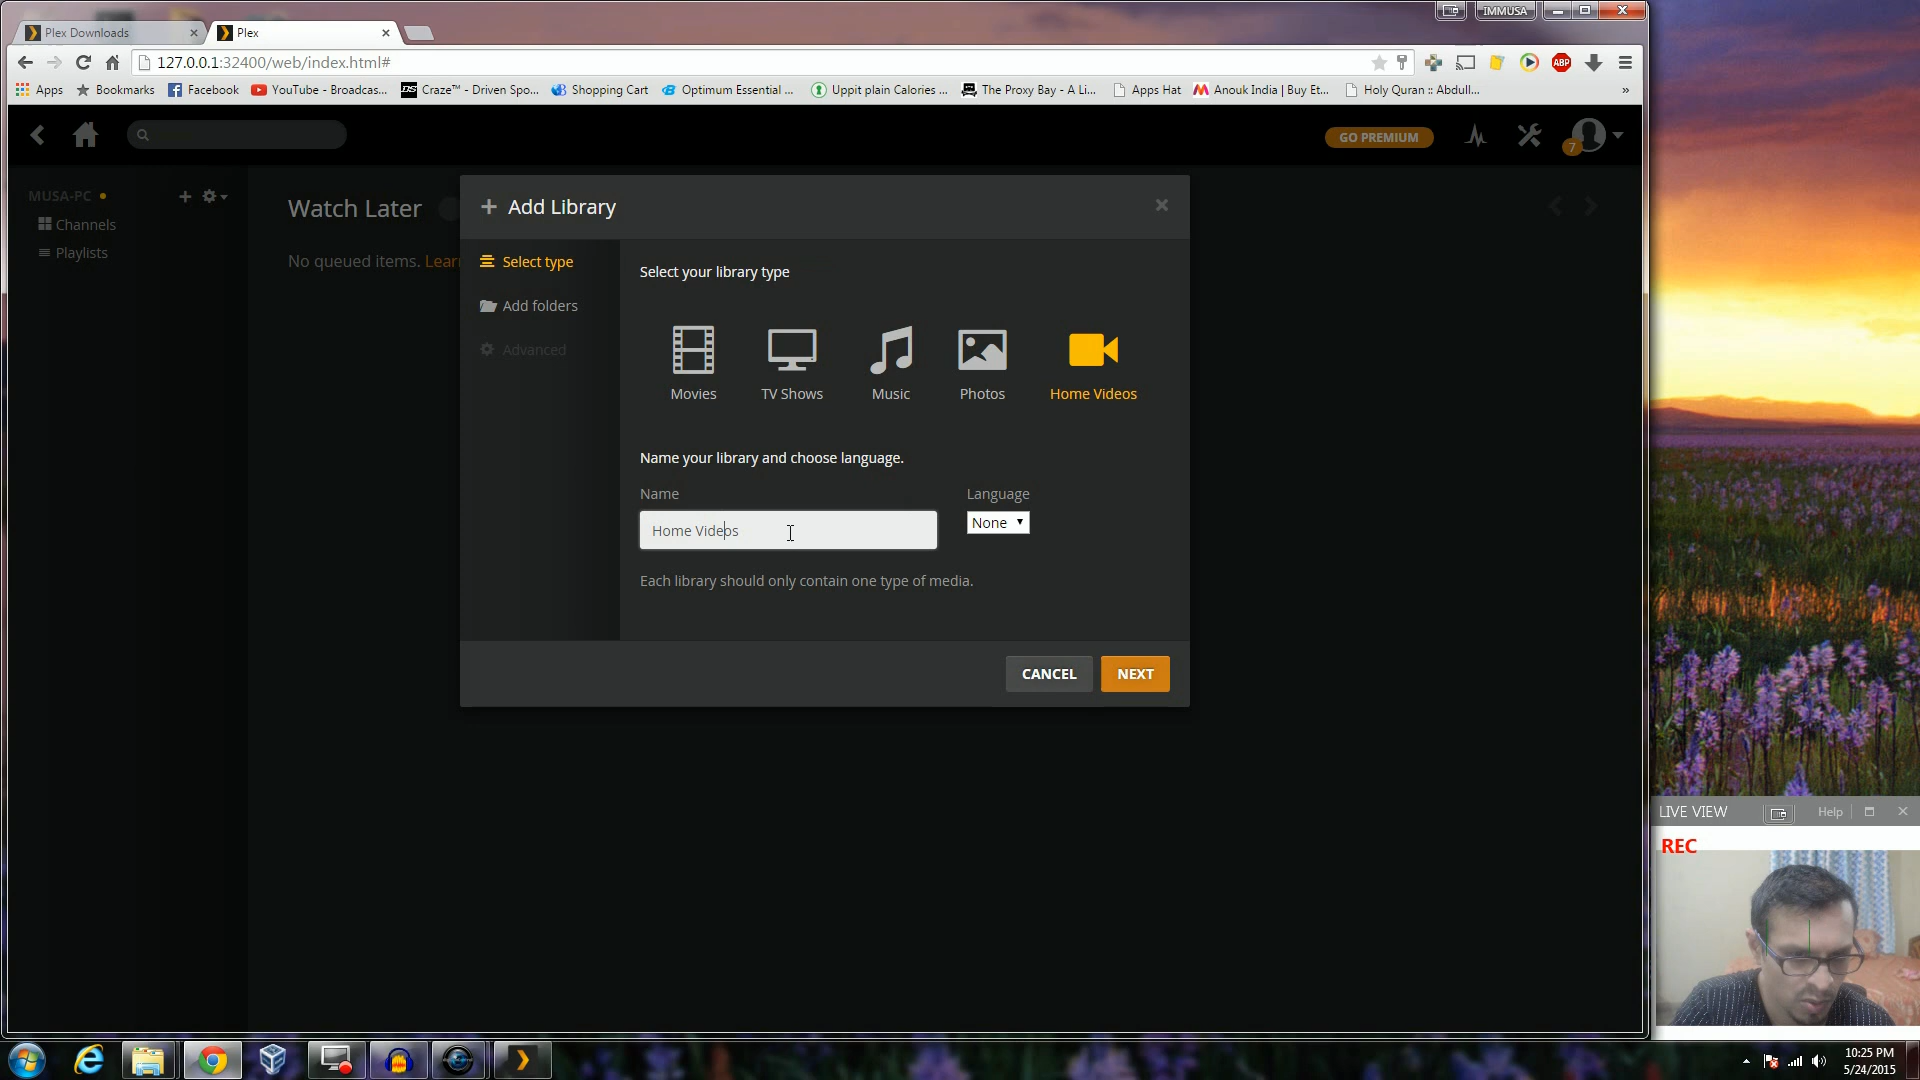 IMMUSA
Plex Downloads
Plex
127.0.0.1:32400/web/index.html#
ABP
Apps
Bookmarks
Facebook
YouTube - Broadcas...
DS
Craze™ - Driven Spo...
Shopping Cart
Optimum Essential ...
Uppit plain Calories ...
The Proxy Bay - A Li...
Apps Hat
Anouk India | Buy Et...
Holy Quran :: Abdull...
»
GO PREMIUM
7
MUSA-PC
Channels
Playlists
Watch Later
No queued items. Lear
+ Add Library
Select type
Add folders
Advanced
Select your library type
Movies
TV Shows
Music
Photos
Home Videos
Name your library and choose language.
Name
Language
Home Videos
None
Each library should only contain one type of media.
CANCEL
NEXT
LIVE VIEW
Help
REC
10:25 PM
5/24/2015